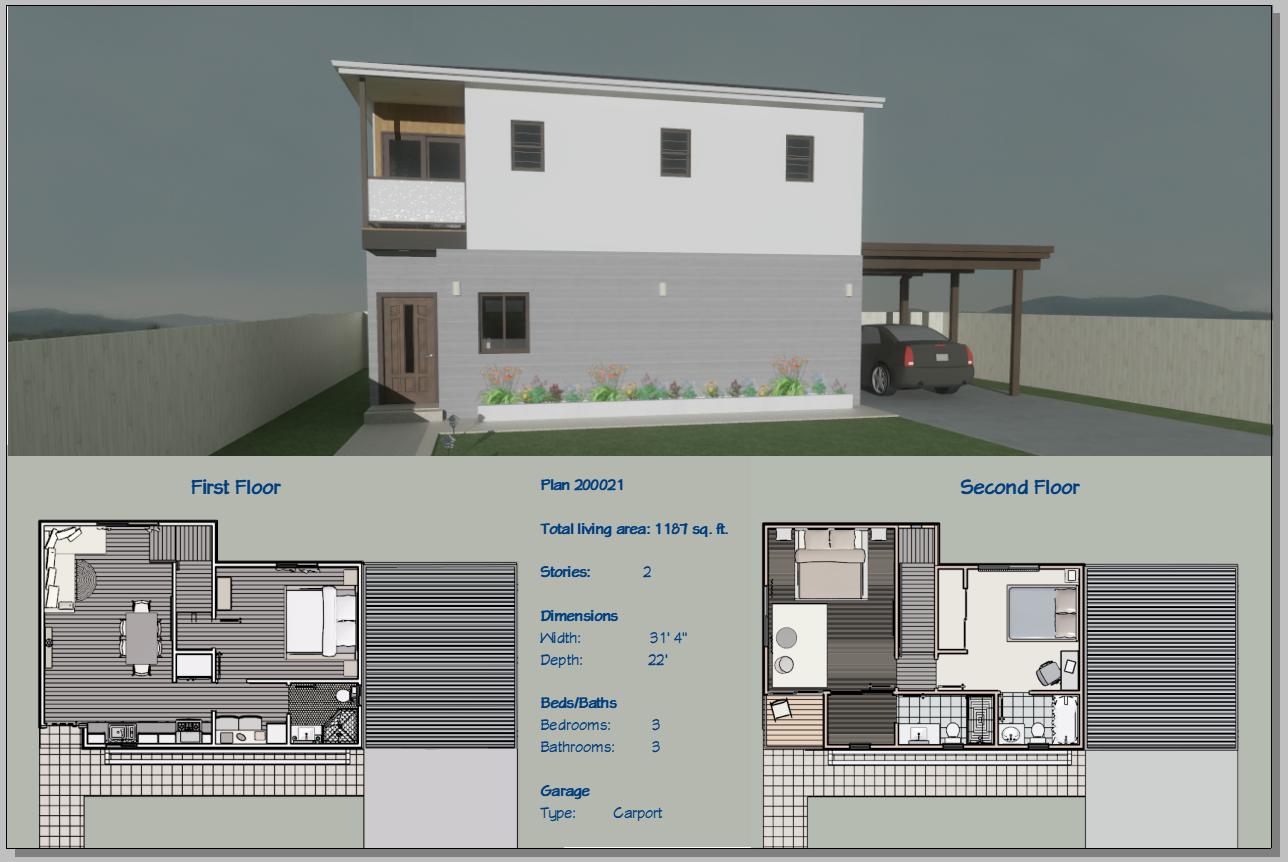 First Floor
Plan 200021
Total living area: 1187 sq. ft.
Stories: 2
Dimensions
Width: 31' 4"
Depth: 22'
Beds/Baths
Bedrooms: 3
Bathrooms: 3
Garage
Type: Carport
Second Floor